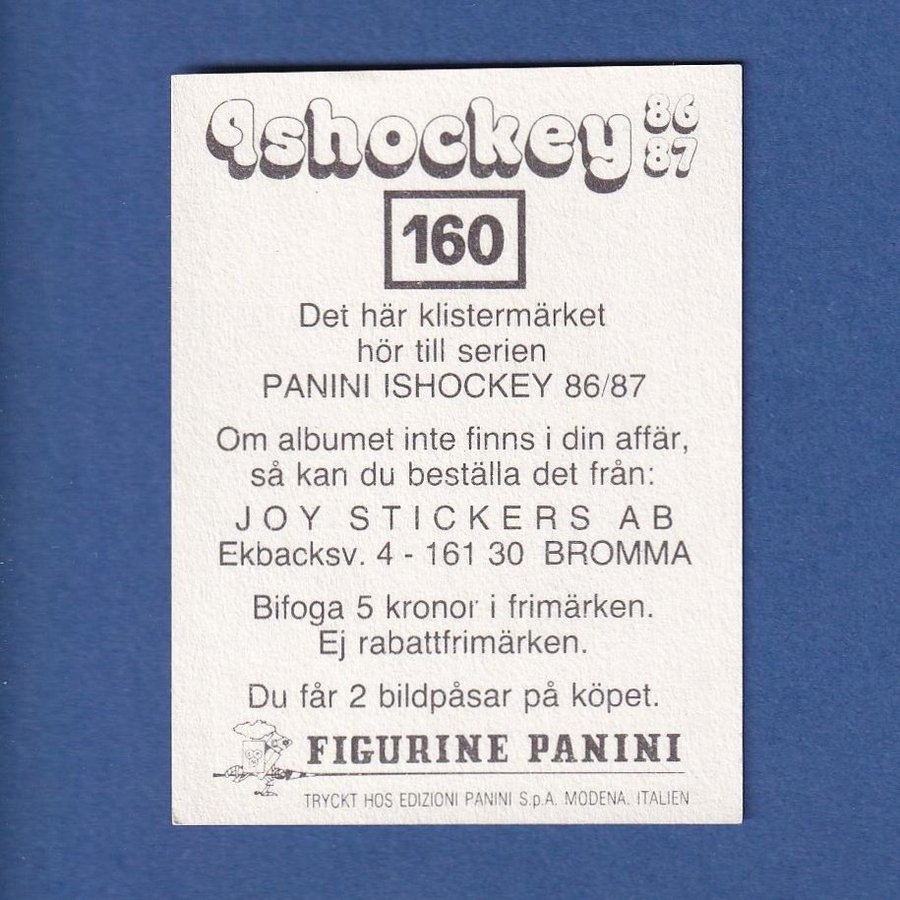 Ishockey 86 87
160
Det här klistermärket
hör till serien
PANINI ISHOCKEY 86/87
Om albumet inte finns i din affär,
så kan du beställa det från:
JOY STICKERS AB
Ekbacksv. 4 - 161 30 BROMMA
Bifoga 5 kronor i frimärken.
Ej rabattfrimärken.
Du får 2 bildpåsar på köpet.
FIGURINE PANINI
TRYCKT HOS EDIZIONI PANINI S.p.A. MODENA. ITALIEN